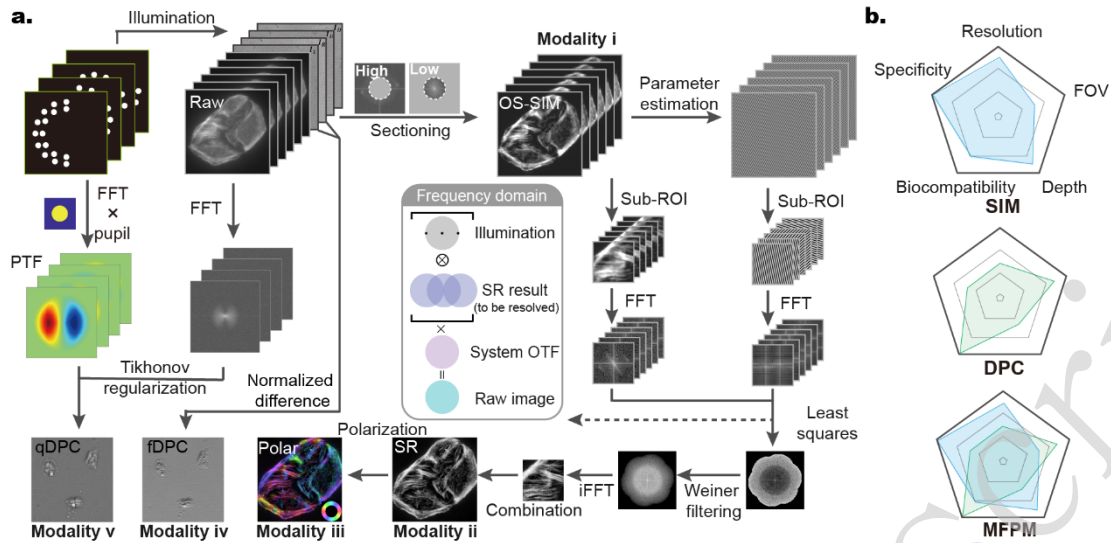 a.
Illumination
Raw
High
Low
Sectioning
Modality i
OS-SIM
Parameter
estimation
FFT
×
pupil
FFT
PTF
Tikhonov
regularization
Normalized
difference
Frequency domain
Illumination
⊗
SR result
(to be resolved)
×
System OTF
=
Raw image
Sub-ROI
Sub-ROI
FFT
FFT
Least
squares
Weiner
filtering
iFFT
Combination
Polarization
SR
Modality ii
Polar
Modality iii
fDPC
Modality iv
qDPC
Modality v
b.
Resolution
Specificity
FOV
Biocompatibility
Depth
SIM
DPC
MFPM